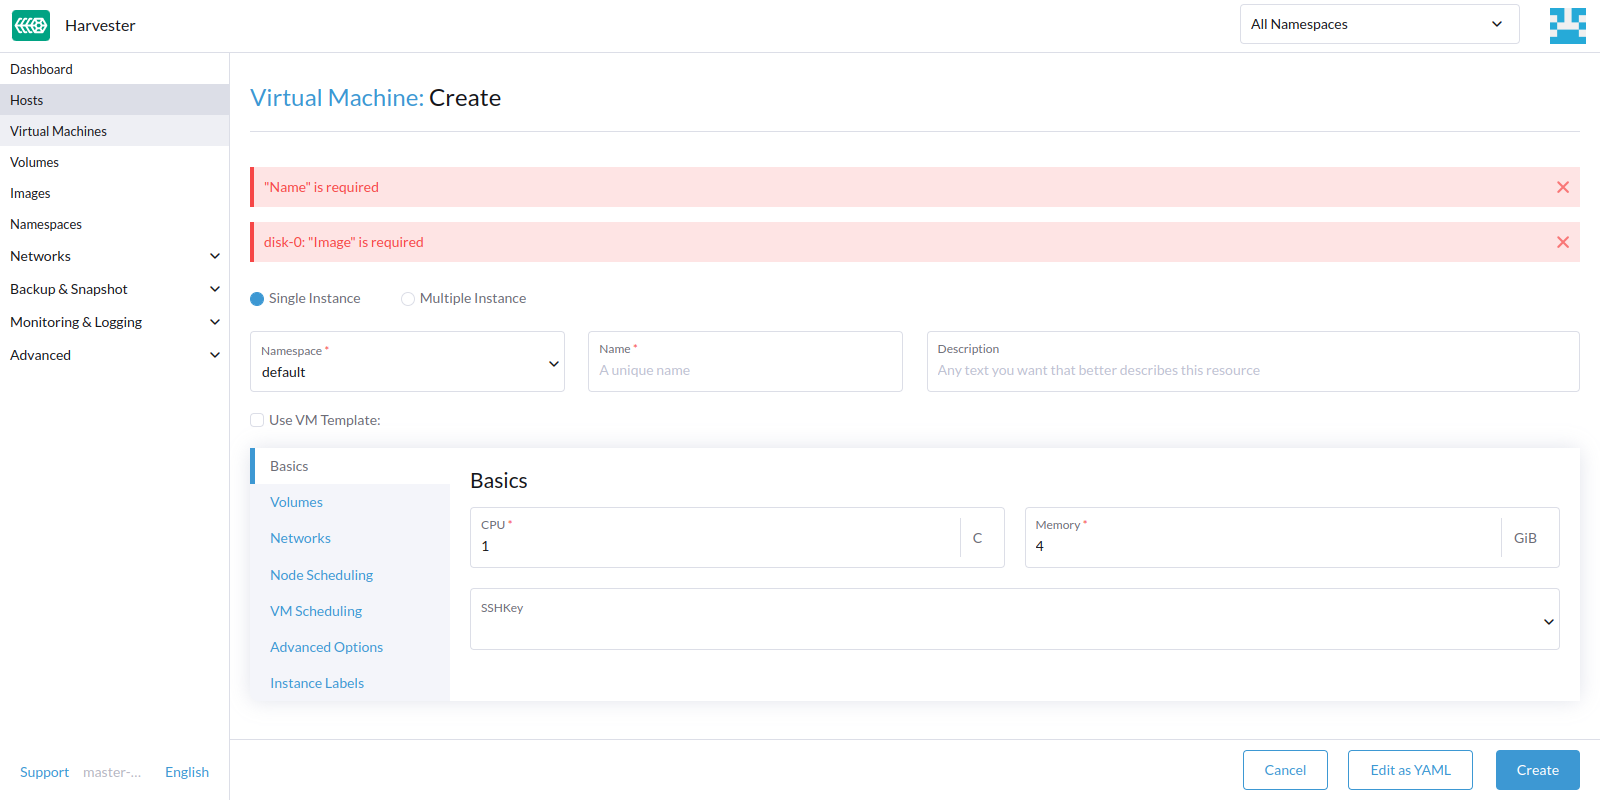 Harvester
All Namespaces
Dashboard
Hosts
Virtual Machines
Volumes
Images
Namespaces
Networks
Backup & Snapshot
Monitoring & Logging
Advanced
Support master-... English
Virtual Machine: Create
"Name" is required
disk-0: "Image" is required
Single Instance Multiple Instance
Namespace *
default
Name *
A unique name
Description
Any text you want that better describes this resource
Use VM Template:
Basics
Volumes
Networks
Node Scheduling
VM Scheduling
Advanced Options
Instance Labels
Basics
CPU *
1 C
Memory *
4 GiB
SSHKey
Cancel Edit as YAML Create